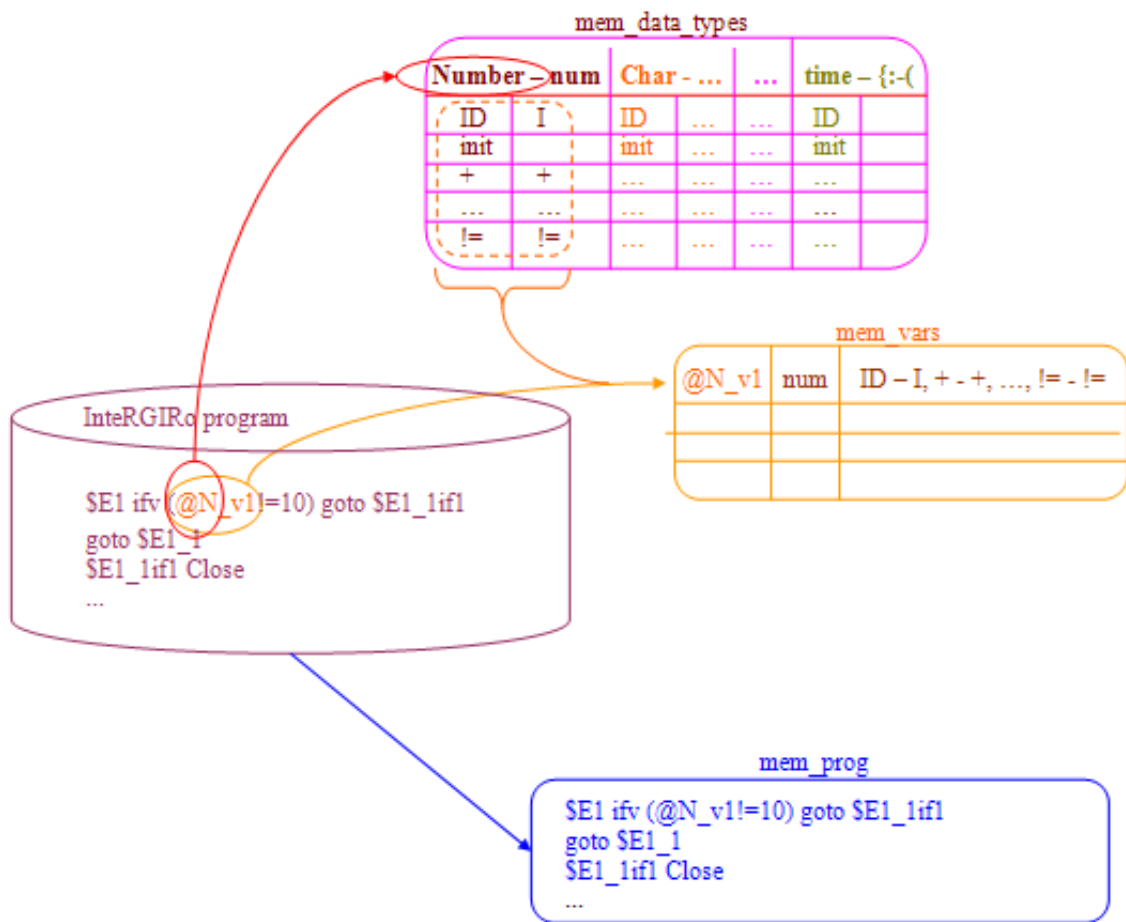 mem_data_types
Number – num Char - ... ... time – {:-(
ID I ID ... ... ID
init init ... ... init
+ + ... ... ... ...
... ... ... ... ... ...
!= != ... ... ... ...
mem_vars
@N_v1 num ID – I, + - +, ..., != - !=
InteRGIRo program
$E1 ifv (@N_v1!=10) goto $E1_1if1
goto $E1_1
$E1_1if1 Close
...
mem_prog
$E1 ifv (@N_v1!=10) goto $E1_1if1
goto $E1_1
$E1_1if1 Close
...